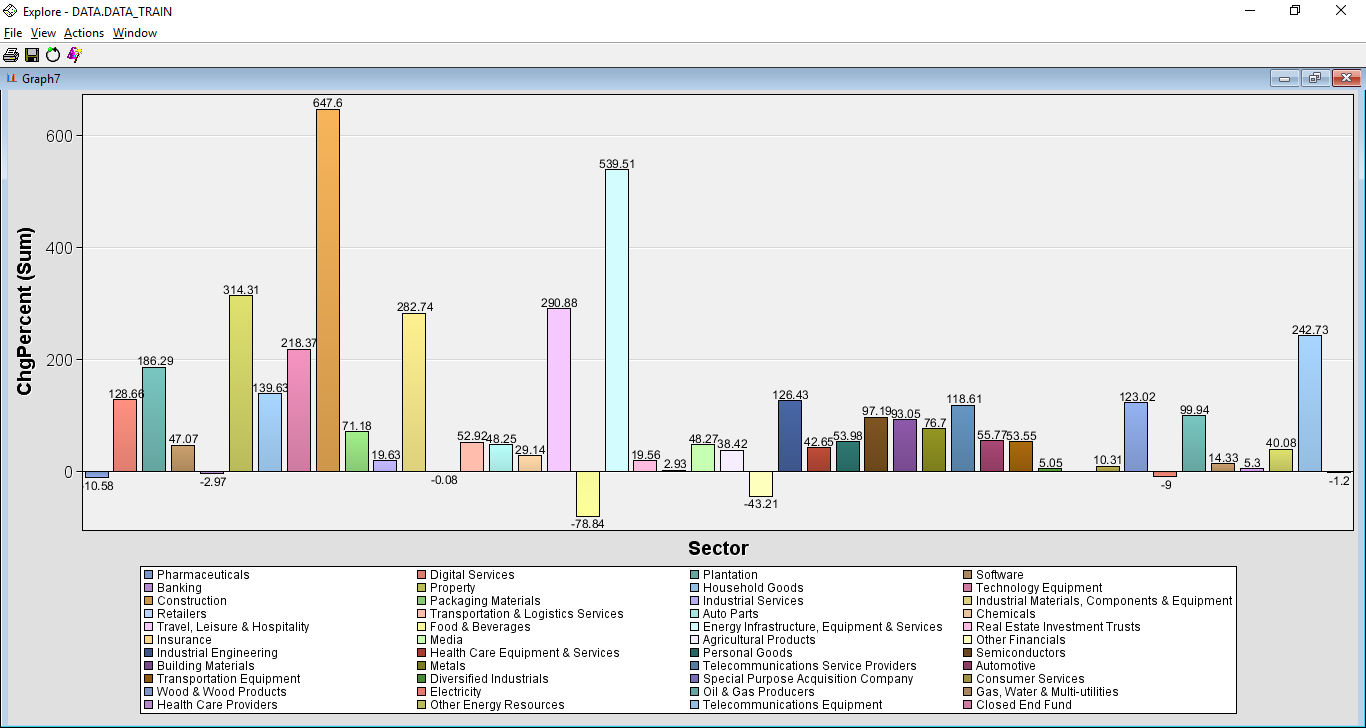 Explore - DATA.DATA_TRAIN
File View Actions Window
Graph7
ChgPercent (Sum)
600
400
200
0
-10.58
128.66
186.29
47.07
-2.97
314.31
139.63
218.37
647.6
71.18
19.63
282.74
-0.08
52.92
48.25
29.14
290.88
-78.84
539.51
19.56
2.93
48.27
38.42
-43.21
126.43
42.65
53.98
97.19
93.05
76.7
118.61
55.77
53.55
5.05
10.31
123.02
-9
99.94
14.33
5.3
40.08
242.73
-1.2
Sector
Pharmaceuticals Digital Services Plantation Software
Banking Property Household Goods Technology Equipment
Construction Packaging Materials Industrial Services Industrial Materials, Components & Equipment
Retailers Transportation & Logistics Services Auto Parts Chemicals
Travel, Leisure & Hospitality Food & Beverages Energy Infrastructure, Equipment & Services Real Estate Investment Trusts
Insurance Media Agricultural Products Other Financials
Industrial Engineering Health Care Equipment & Services Personal Goods Semiconductors
Building Materials Metals Telecommunications Service Providers Automotive
Transportation Equipment Diversified Industrials Special Purpose Acquisition Company Consumer Services
Wood & Wood Products Electricity Oil & Gas Producers Gas, Water & Multi-utilities
Health Care Providers Other Energy Resources Telecommunications Equipment Closed End Fund